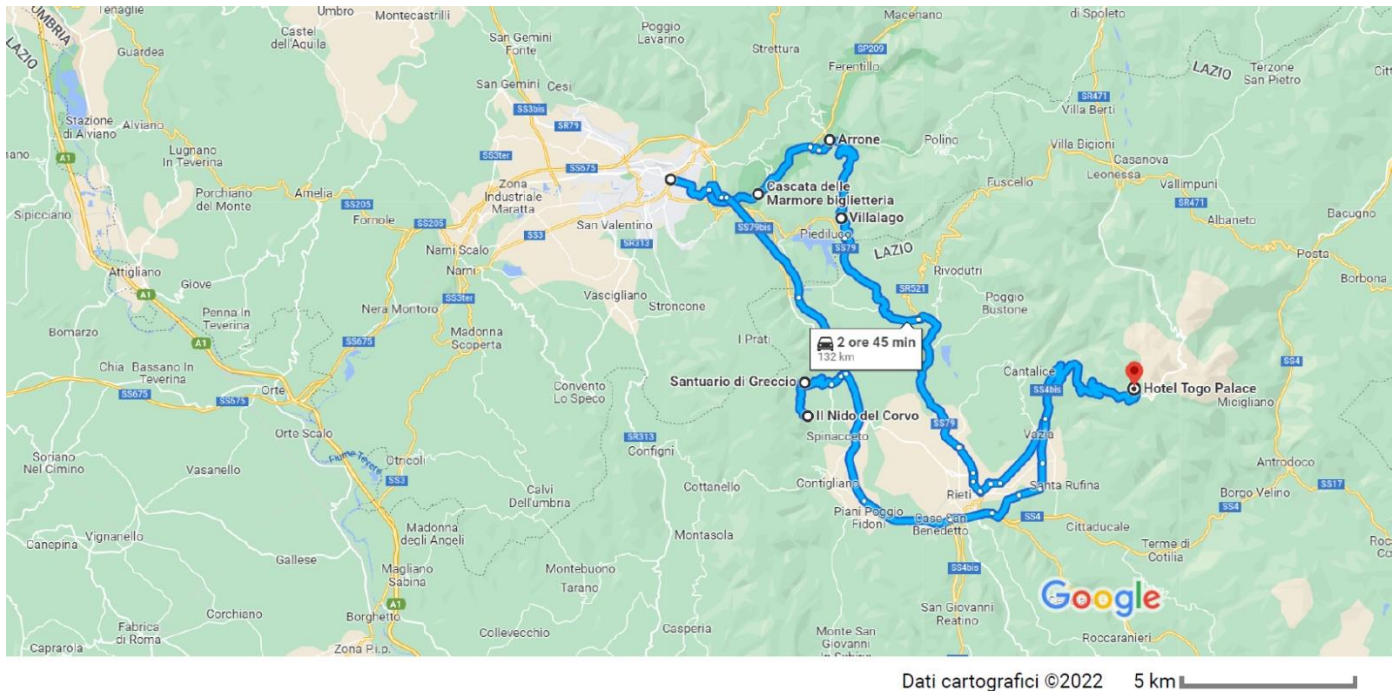 Tenaglie
Umbro
Montecastrilli
Poggio
Lavarino
Macenano
di Spoleto
UMBRIA
LAZIO
Guardea
Castel
dell'Aquila
San Gemini
Fonte
Strettura
SP209
Ferentillo
LAZIO
Terzone
San Pietro
Citt
San Gemini
Cesi
SS3bis
SR79
SR471
Villa Berti
Stazione
di Alviano
Alviano
Lugnano
In Teverina
SS3ter
SS675
Arrone
Polino
Villa Bigioni
A1
Porchiano
del Monte
Amelia
SS205
Zona
Industriale
Maratta
Cascata delle
Marmore biglietteria
Fuscello
Casanova
Leonessa
Vallimpuni
Sipicciano
Fornole
SS205
SS3
San Valentino
SR313
SS79bis
Villalago
Piediluco
SS79
LAZIO
SR471
Albaneto
Bacugno
Narni Scalo
Narni
Attigliano
Giove
A1
SS3ter
Vascigliano
Stroncone
Rivodutri
SR521
Posta
Borbona
Bomarzo
Penna In
Teverina
Nera Montoro
Madonna
Scoperta
Poggio
Bustone
I Prati
2 ore 45 min
132 km
Chia
Bassano In
Teverina
SS675
SS675
Orte
Convento
Lo Speco
Santuario di Greccio
Cantalice
SS4bis
SS4
Hotel Togo Palace
Micigliano
Soriano
Nel Cimino
Orte Scalo
Il Nido del Corvo
Spinacceto
SS79
Vazia
SR313
Configni
Vasanello
Fiume Tevere
Otricoli
SS3
Antrodoco
Cottanello
Contigliano
Rieti
Santa Rufina
Borgo Velino
SS17
Calvi
Dell'umbria
Piani Poggio
Fidoni
Case San
Benedetto
SS4
Cittaducale
SS4
Canepina
Vignanello
Madonna
degli Angeli
Montasola
Terme di
Cotilia
Gallese
Magliano
Sabina
Montebuono
Tarano
SS4bis
Google
Corchiano
A1
Borghetto
San Giovanni
Reatino
Fabrica
di Roma
Collevecchio
Casperia
Monte San
Giovanni
Roccaranieri
Caprarola
Zona P.i.p.
Dati cartografici ©2022 5 km